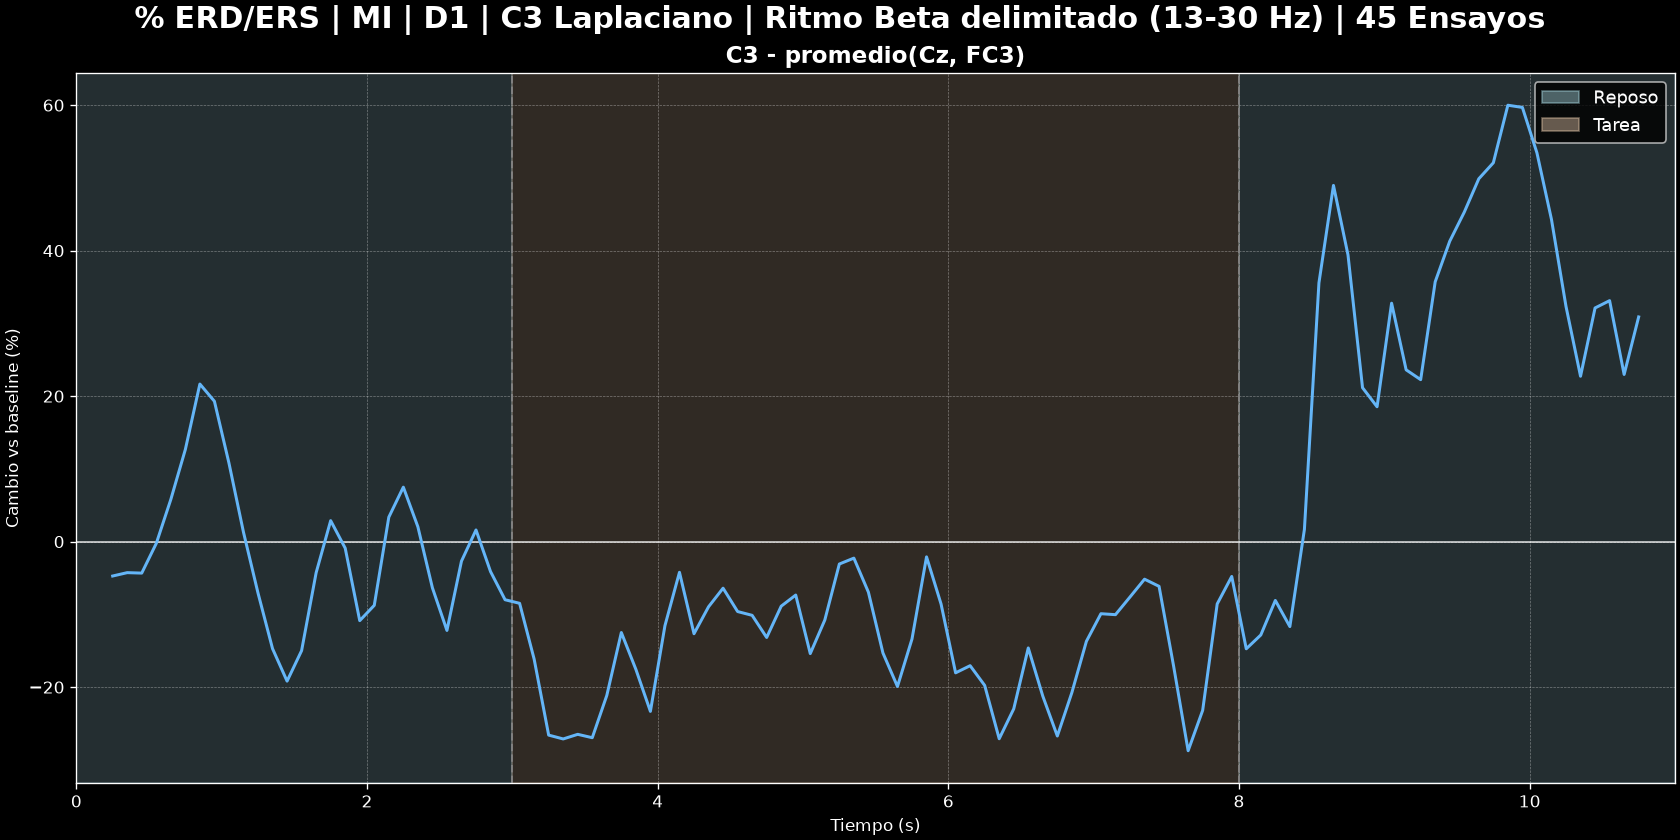 % ERD/ERS | MI | D1 | C3 Laplaciano | Ritmo Beta delimitado (13-30 Hz) | 45 Ensayos
C3 - promedio(Cz, FC3)
Reposo
Tarea
Cambio vs baseline (%)
60
40
20
0
−20
0 2 4 6 8 10
Tiempo (s)